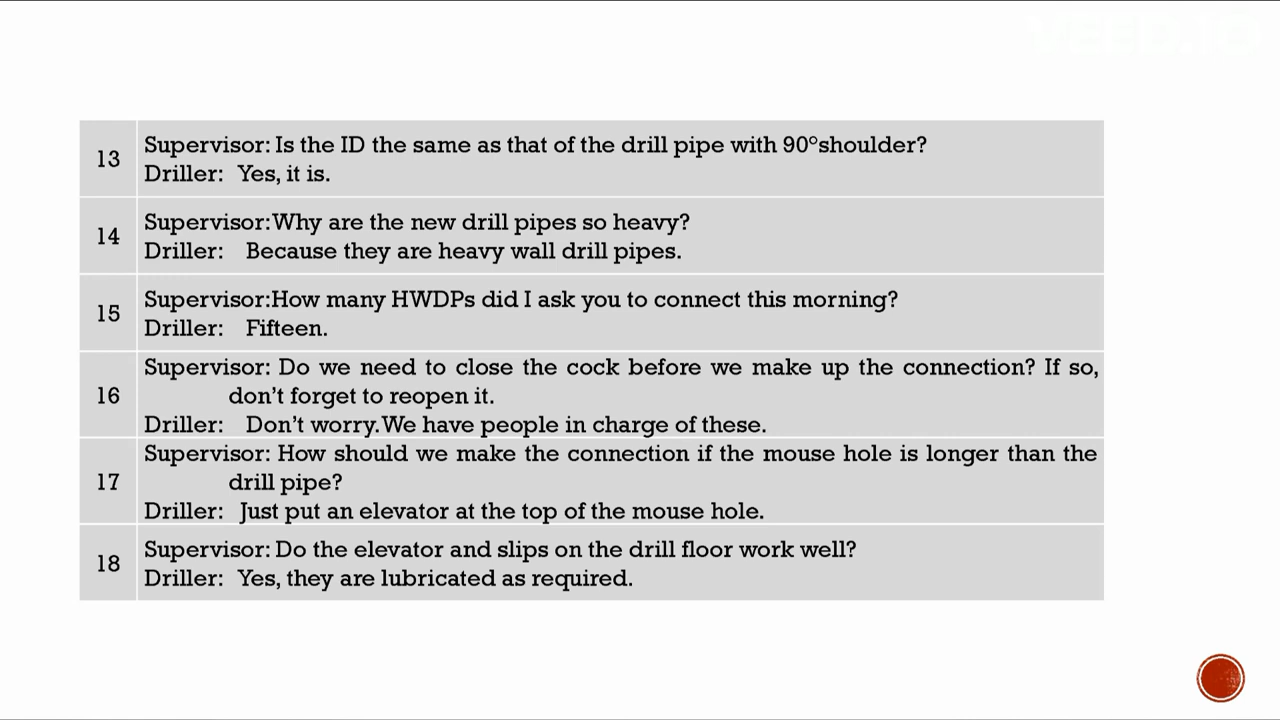 VEED.IO
13
Supervisor: Is the ID the same as that of the drill pipe with 90°shoulder?
Driller: Yes, it is.
14
Supervisor:Why are the new drill pipes so heavy?
Driller: Because they are heavy wall drill pipes.
15
Supervisor:How many HWDPs did I ask you to connect this morning?
Driller: Fifteen.
16
Supervisor: Do we need to close the cock before we make up the connection? If so,
don’t forget to reopen it.
Driller: Don’t worry.We have people in charge of these.
17
Supervisor: How should we make the connection if the mouse hole is longer than the
drill pipe?
Driller: Just put an elevator at the top of the mouse hole.
18
Supervisor: Do the elevator and slips on the drill floor work well?
Driller: Yes, they are lubricated as required.